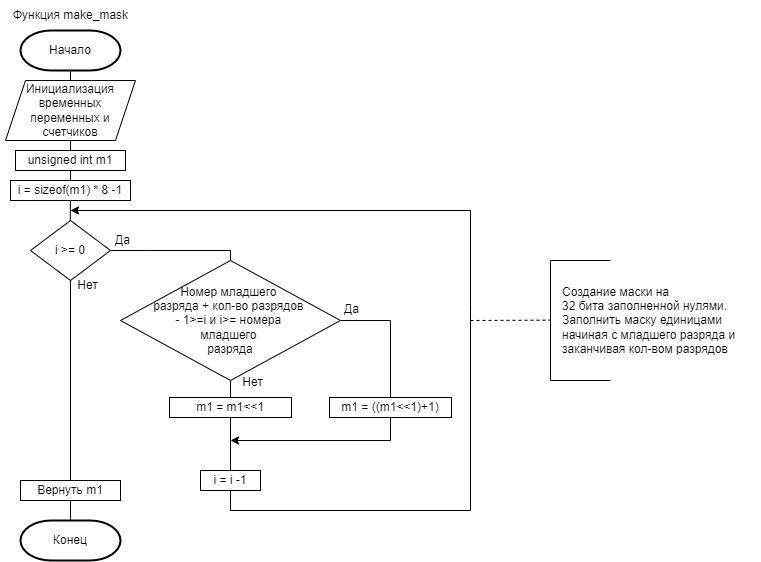 Функция make_mask
Начало
Инициализация
временных
переменных и
счетчиков
unsigned int m1
i = sizeof(m1) * 8 -1
i >= 0
Да
Нет
Номер младшего
разряда + кол-во разрядов
- 1>=i и i>= номера
младшего
разряда
Да
Нет
m1 = m1<<1
m1 = ((m1<<1)+1)
i = i -1
Создание маски на
32 бита заполненной нулями.
Заполнить маску единицами
начиная с младшего разряда и
заканчивая кол-вом разрядов
Вернуть m1
Конец